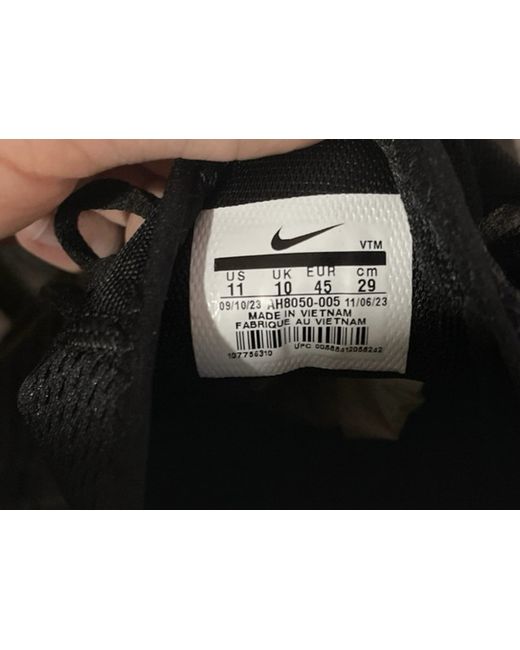 VTM
US UK EUR cm
11 10 45 29
09/10/23 AH8050-005 11/06/23
MADE IN VIETNAM
FABRIQUE AU VIETNAM
UPC